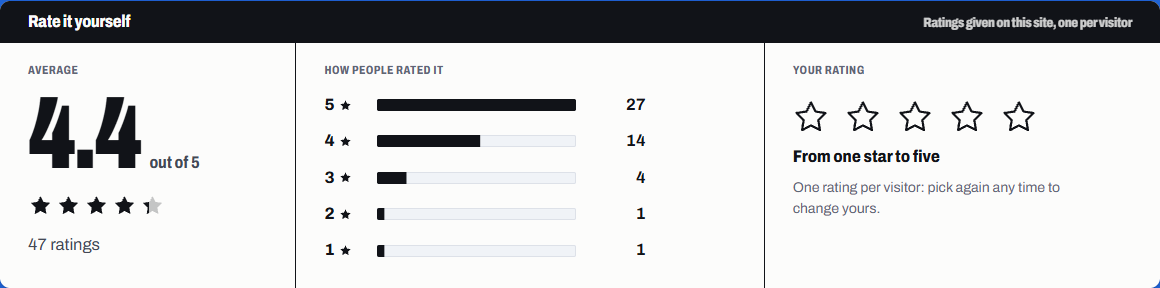 Rate it yourself
Ratings given on this site, one per visitor
AVERAGE
4.4 out of 5
47 ratings
HOW PEOPLE RATED IT
5 ★ 27
4 ★ 14
3 ★ 4
2 ★ 1
1 ★ 1
YOUR RATING
From one star to five
One rating per visitor: pick again any time to
change yours.